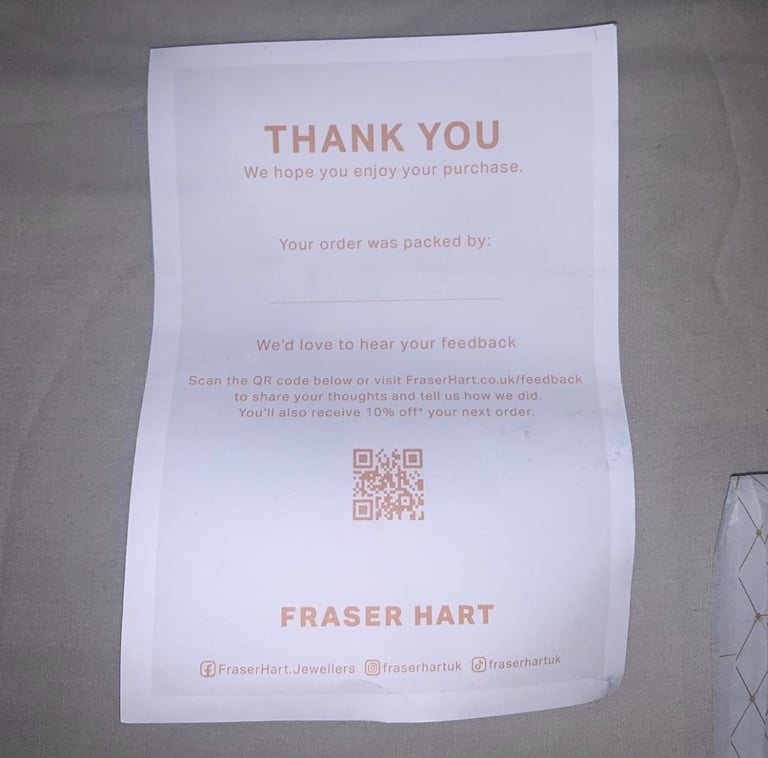 THANK YOU
We hope you enjoy your purchase.
Your order was packed by:
We'd love to hear your feedback
Scan the QR code below or visit FraserHart.co.uk/feedback
to share your thoughts and tell us how we did.
You'll also receive 10% off* your next order.
FRASER HART
FraserHart.Jewellers fraserhartuk fraserhartuk